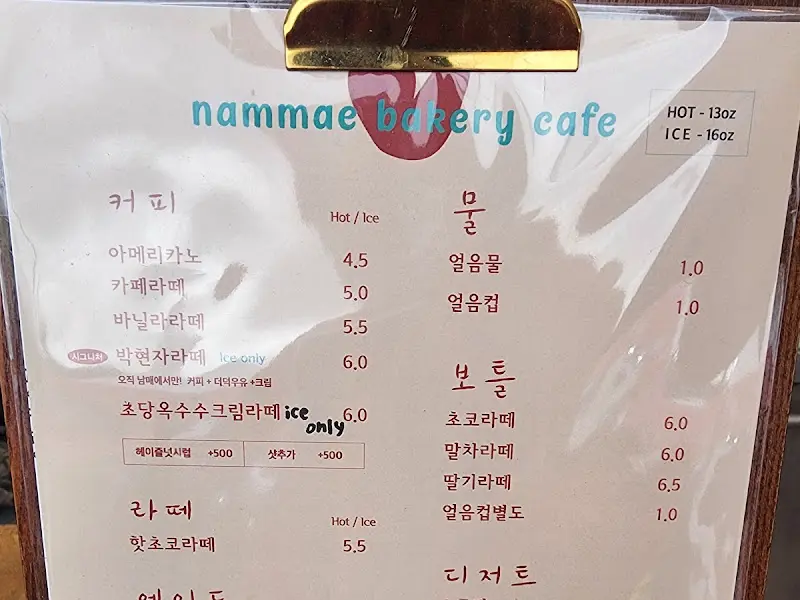 nammae bakery cafe
HOT - 13oz
ICE - 16oz
커피
Hot / Ice
아메리카노 4.5
카페라떼 5.0
바닐라라떼 5.5
시그니처 박현자라떼 Ice only 6.0
오직 남매에서만! 커피 + 더덕우유 +크림
초당옥수수크림라떼 ice only 6.0
헤이즐넛시럽 +500 샷추가 +500
라떼
Hot / Ice
핫초코라떼 5.5
물
얼음물 1.0
얼음컵 1.0
보틀
초코라떼 6.0
말차라떼 6.0
딸기라떼 6.5
얼음컵별도 1.0
디저트